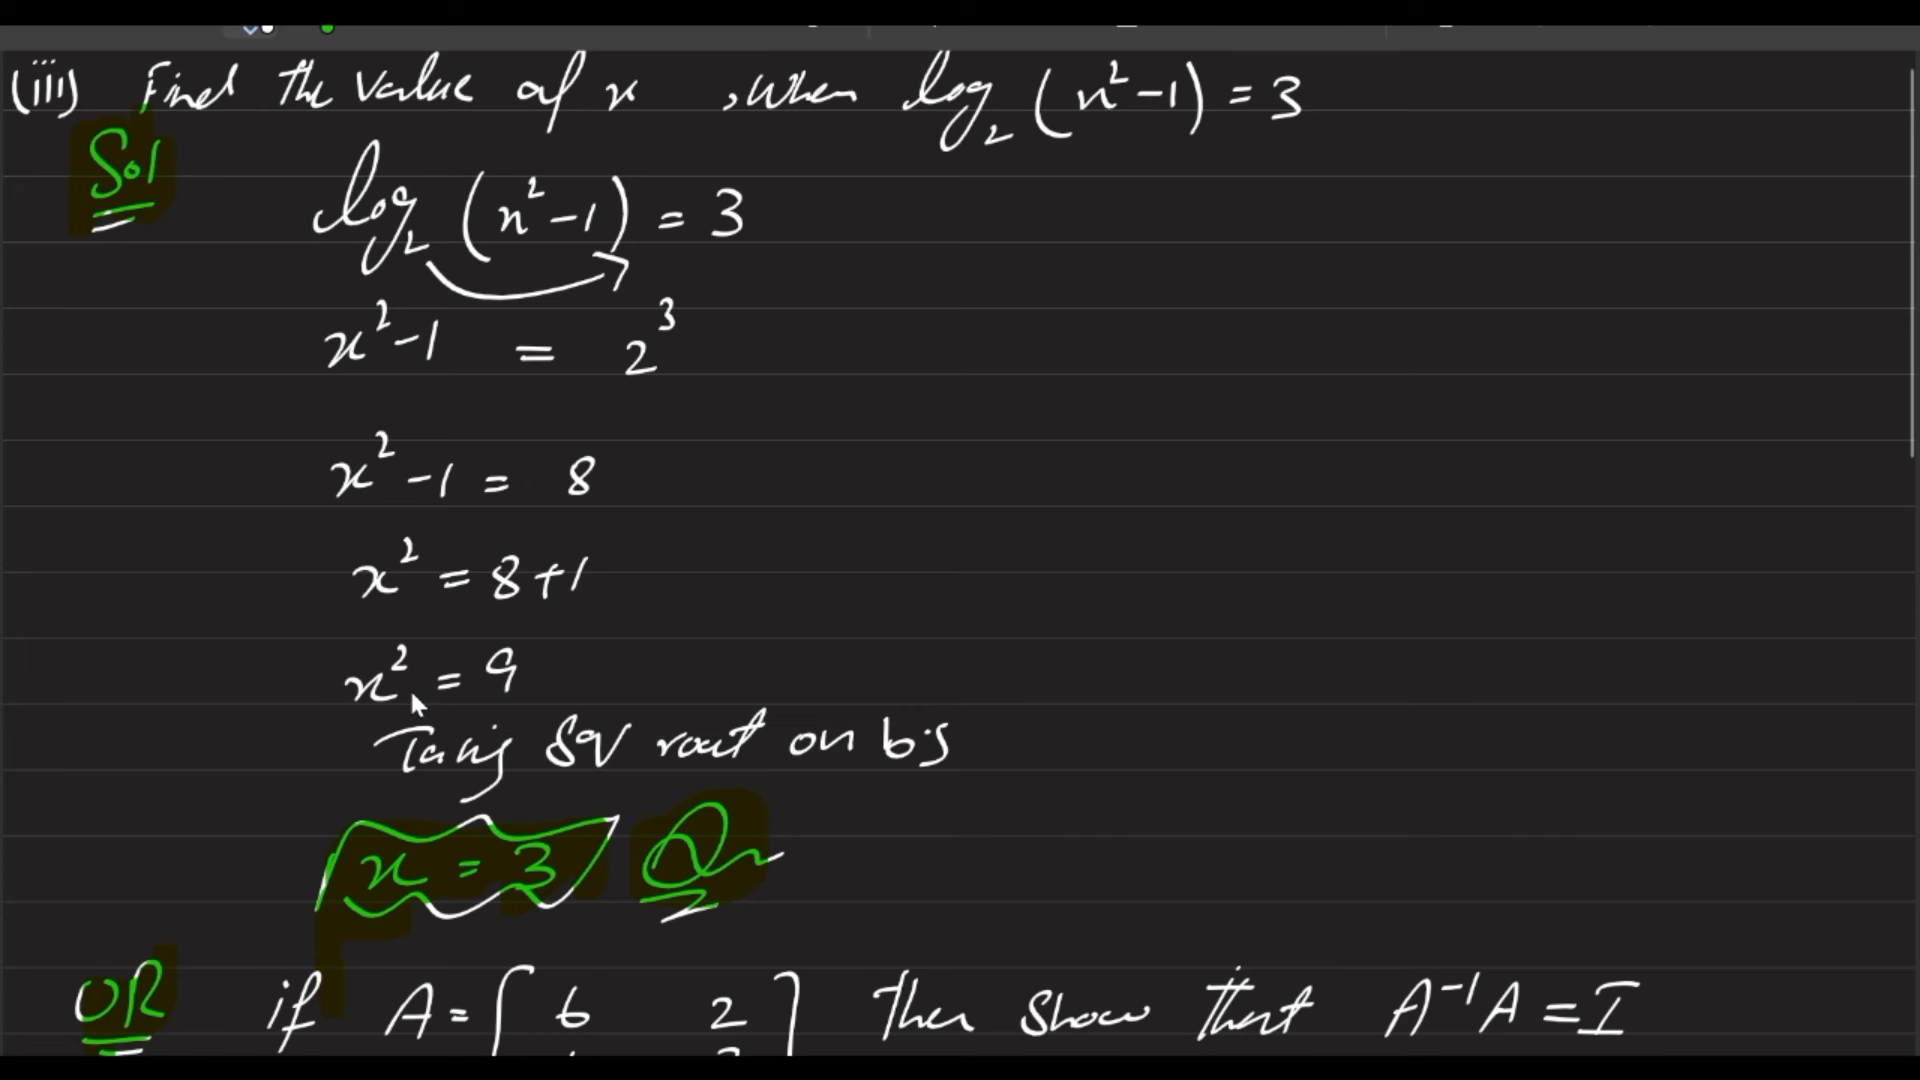 (iii) Find the value of x , when log₂ (x²-1) = 3
Sol
log₂ (x²-1) = 3
x²-1 = 2³
x²-1 = 8
x² = 8+1
x² = 9
Taking Sq root on b.s
x = 3
OR if A = [6 2] then show that A⁻¹A = I